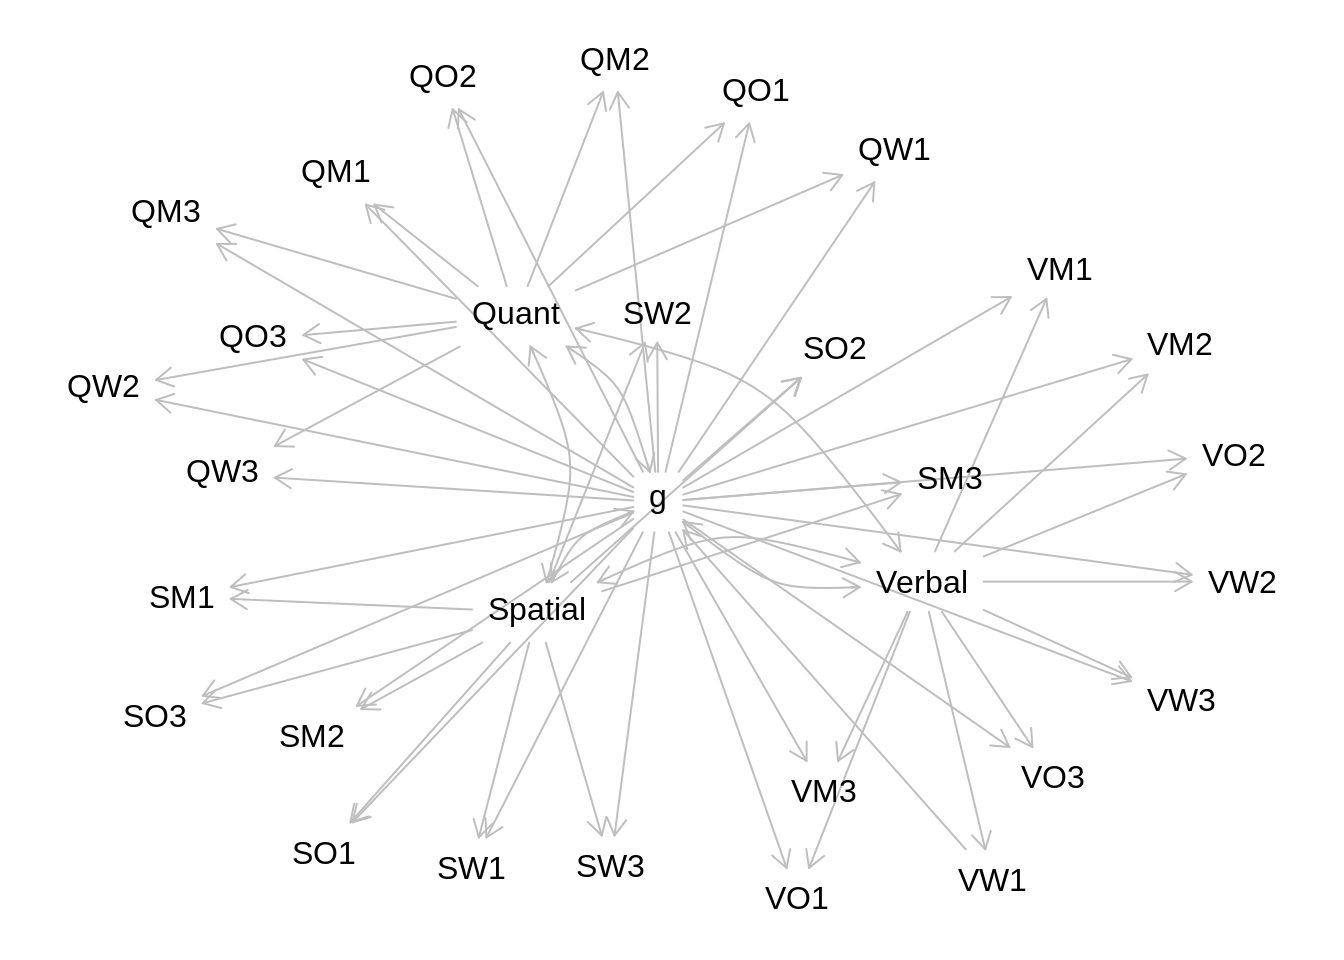 QM2
QO2
QO1
QW1
QM1
QM3
VM1
Quant
SW2
QO3
VM2
SO2
QW2
VO2
QW3
SM3
g
Verbal
VW2
SM1
Spatial
VW3
SO3
SM2
VO3
VM3
SO1
SW3
SW1
VW1
VO1